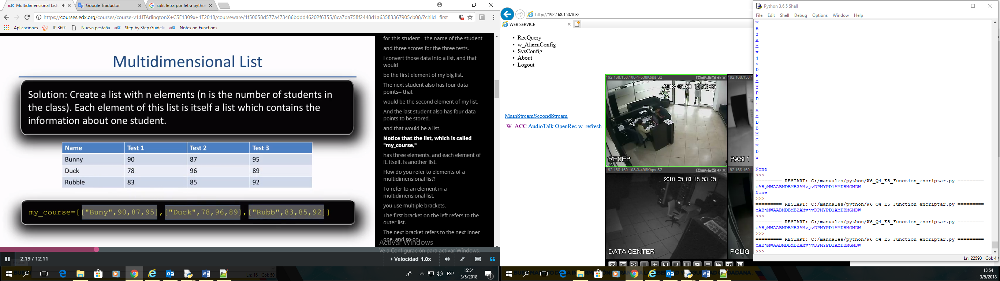 Multidimensional List
Google Traductor
split letra por letra python
https://courses.edx.org/courses/course-v1:UTArlingtonX+CSE1309x+1T2018/courseware/1f50058d577a473486bddd46202f6355/8ca7da758f2448d1a63583367905cb08/?child=first
Aplicaciones
IP 360°
Nueva pestaña
Step by Step Guideli
Notes on Functions
Multidimensional List
Solution: Create a list with n elements (n is the number of students in
the class). Each element of this list is itself a list which contains the
information about one student.
Name Test 1 Test 2 Test 3
Bunny 90 87 95
Duck 78 96 89
Rubble 83 85 92
my_course=[["Buny",90,87,95],["Duck",78,96,89],["Rubb",83,85,92]]
for this student-- the name of the student
and three scores for the three tests.
I convert those data into a list, and that
would
be the first element of my big list.
The next student also has four data
points-- that
would be the second element of my list.
And the last student also has four data
points to be stored,
and that would be a list.
Notice that the list, which is called
"my_course,"
has three elements, and each element of
it, itself, is another list.
How do you refer to elements of a
multidimensional list?
To refer to an element in a
multidimensional list,
you use multiple brackets.
The first bracket on the left refers to the
outer list.
The next bracket refers to the next inner
one, and so on.
Activar Windows
Ve a Configuración para activar Windows.
2:19 / 12:11
Velocidad 1.0x
Ln: 16 Col: 50
ESP
15:54
3/5/2018
http://192.168.150.108/
WEB SERVICE
• RecQuery
• w_AlarmConfig
• SysConfig
• About
• Logout
MainStreamSecondStream
W_ACC AudioTalk OpenRec w_refresh
192.168.150.108-1-538Kbps S2
2018-05-03 15:53:35
RECEP
192.168.150.1
PASI 1
192.168.150.108-3-496Kbps S2
2018-05-03 15 53:35
DATA CENTER
192.168.150.1
POLIG
25 36
Python 3.6.5 Shell
File Edit Shell Debug Options Window Help
M
B
2
A
M
v
j
v
D
P
M
Y
P
D
l
A
M
D
B
M
G
M
D
W
None
>>>
========= RESTART: C:/manuales/python/W6_Q4_E5_Function_encriptar.py =========
oABjMWAABMDBMB2AMvjvDPMYPDlAMDBMGMDW
None
>>>
========= RESTART: C:/manuales/python/W6_Q4_E5_Function_encriptar.py =========
oABjMWAABMDBMB2AMvjvDPMYPDlAMDBMGMDW
>>>
========= RESTART: C:/manuales/python/W6_Q4_E5_Function_encriptar.py =========
oABjMWAABMDBMB2AMvjvDPMYPDlAMDBMGMDW
>>>
========= RESTART: C:/manuales/python/W6_Q4_E5_Function_encriptar.py =========
oABjMWAABMDBMB2AMvjvDPMYPDlAMDBMGMDW
>>>
Ln: 22590 Col: 4
15:54
3/5/2018